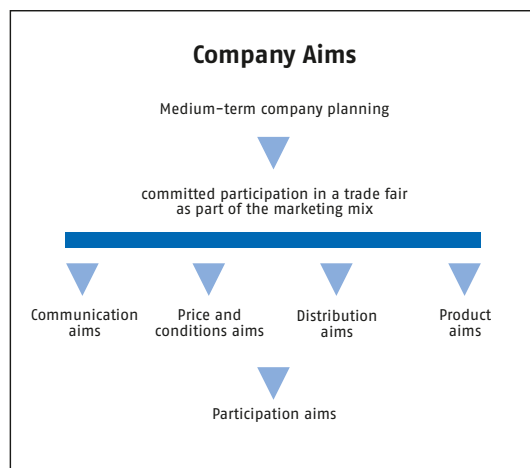 Company Aims
Medium-term company planning
committed participation in a trade fair
as part of the marketing mix
Communication
aims
Price and
conditions aims
Distribution
aims
Product
aims
Participation aims